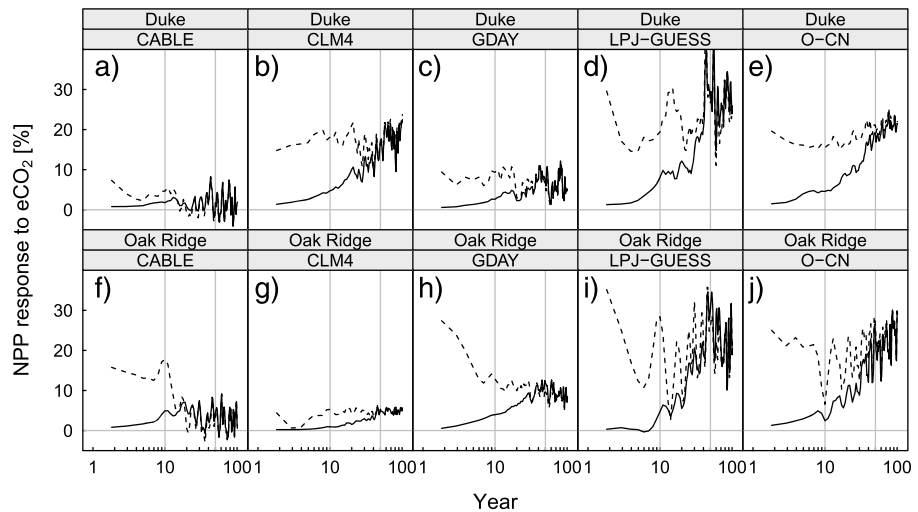 Duke Duke Duke Duke Duke
CABLE CLM4 GDAY LPJ−GUESS O−CN
a) b) c) d) e)
30
20
10
0
Oak Ridge Oak Ridge Oak Ridge Oak Ridge Oak Ridge
CABLE CLM4 GDAY LPJ−GUESS O−CN
f) g) h) i) j)
30
20
10
0
NPP response to eCO₂ [%]
1 10 1001 10 1001 10 1001 10 1001 10 100
Year